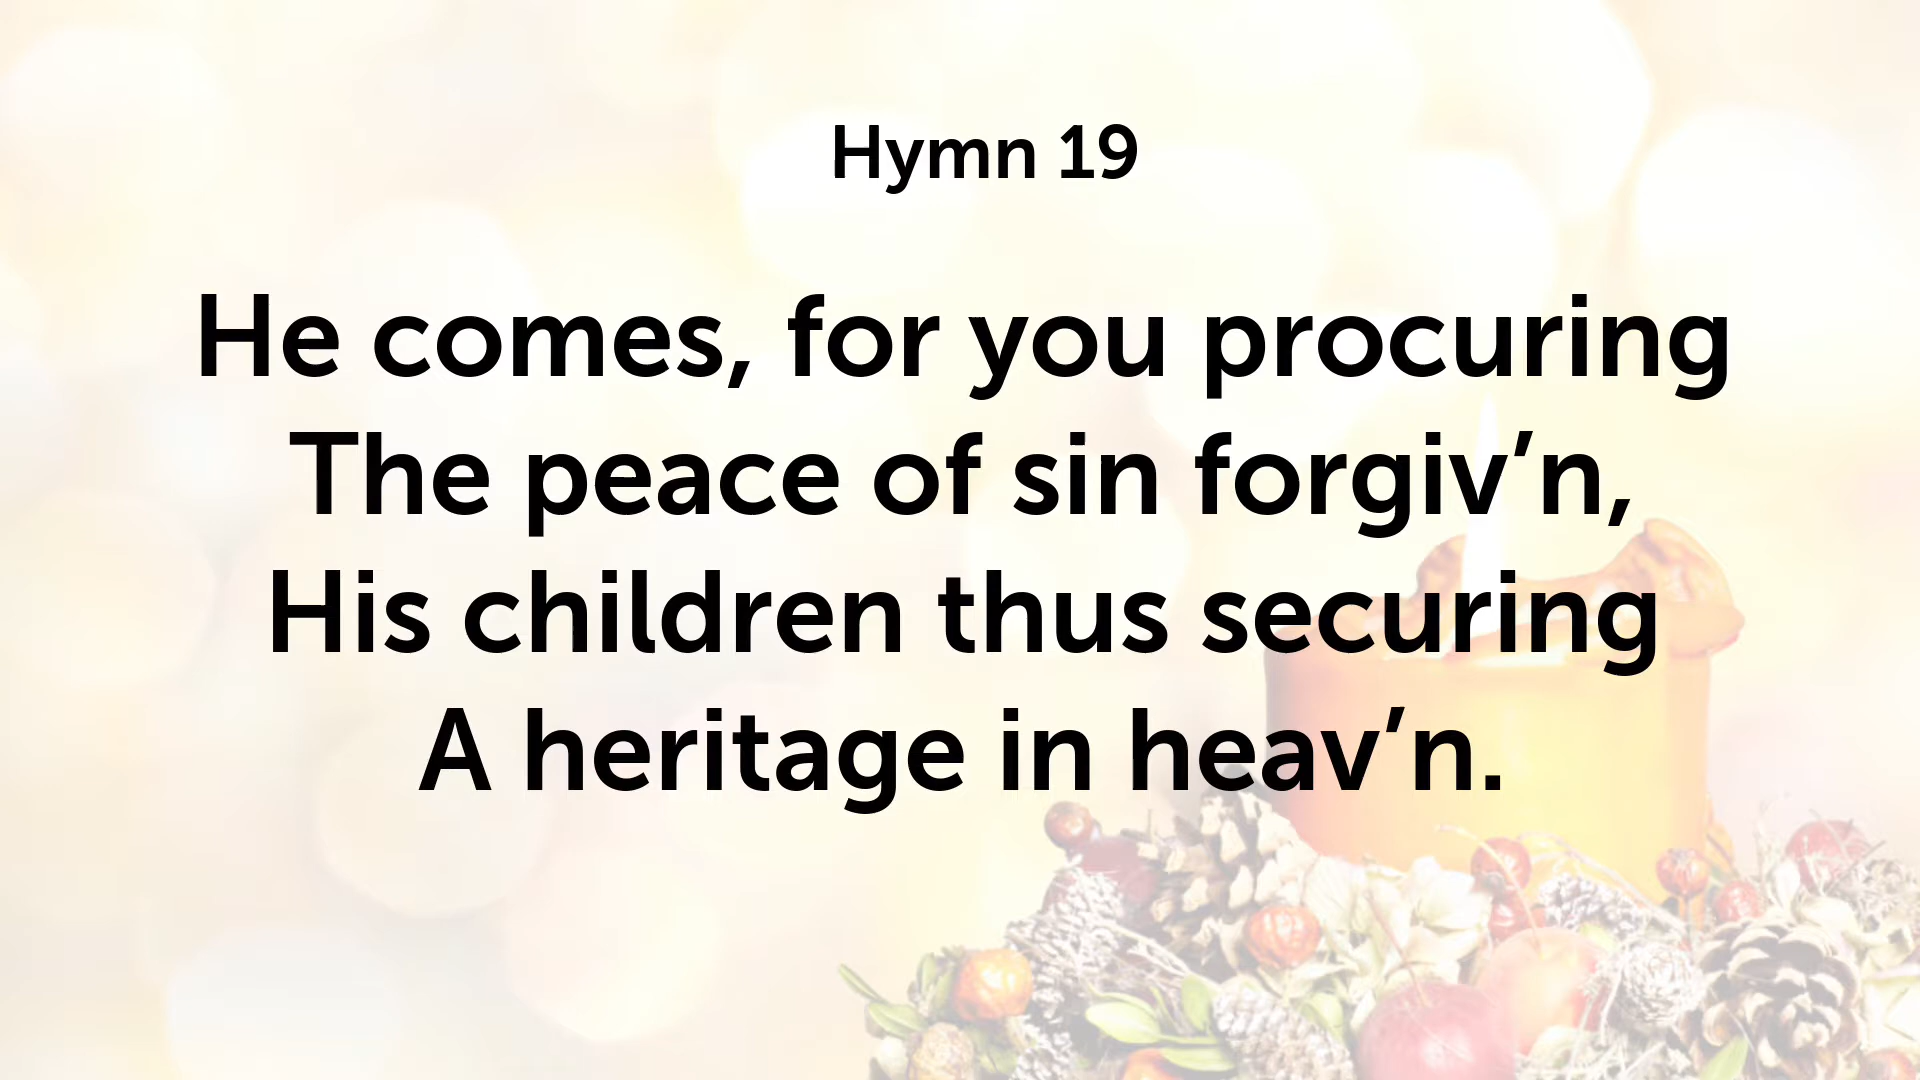 Hymn 19
He comes, for you procuring
The peace of sin forgiv’n,
His children thus securing
A heritage in heav’n.